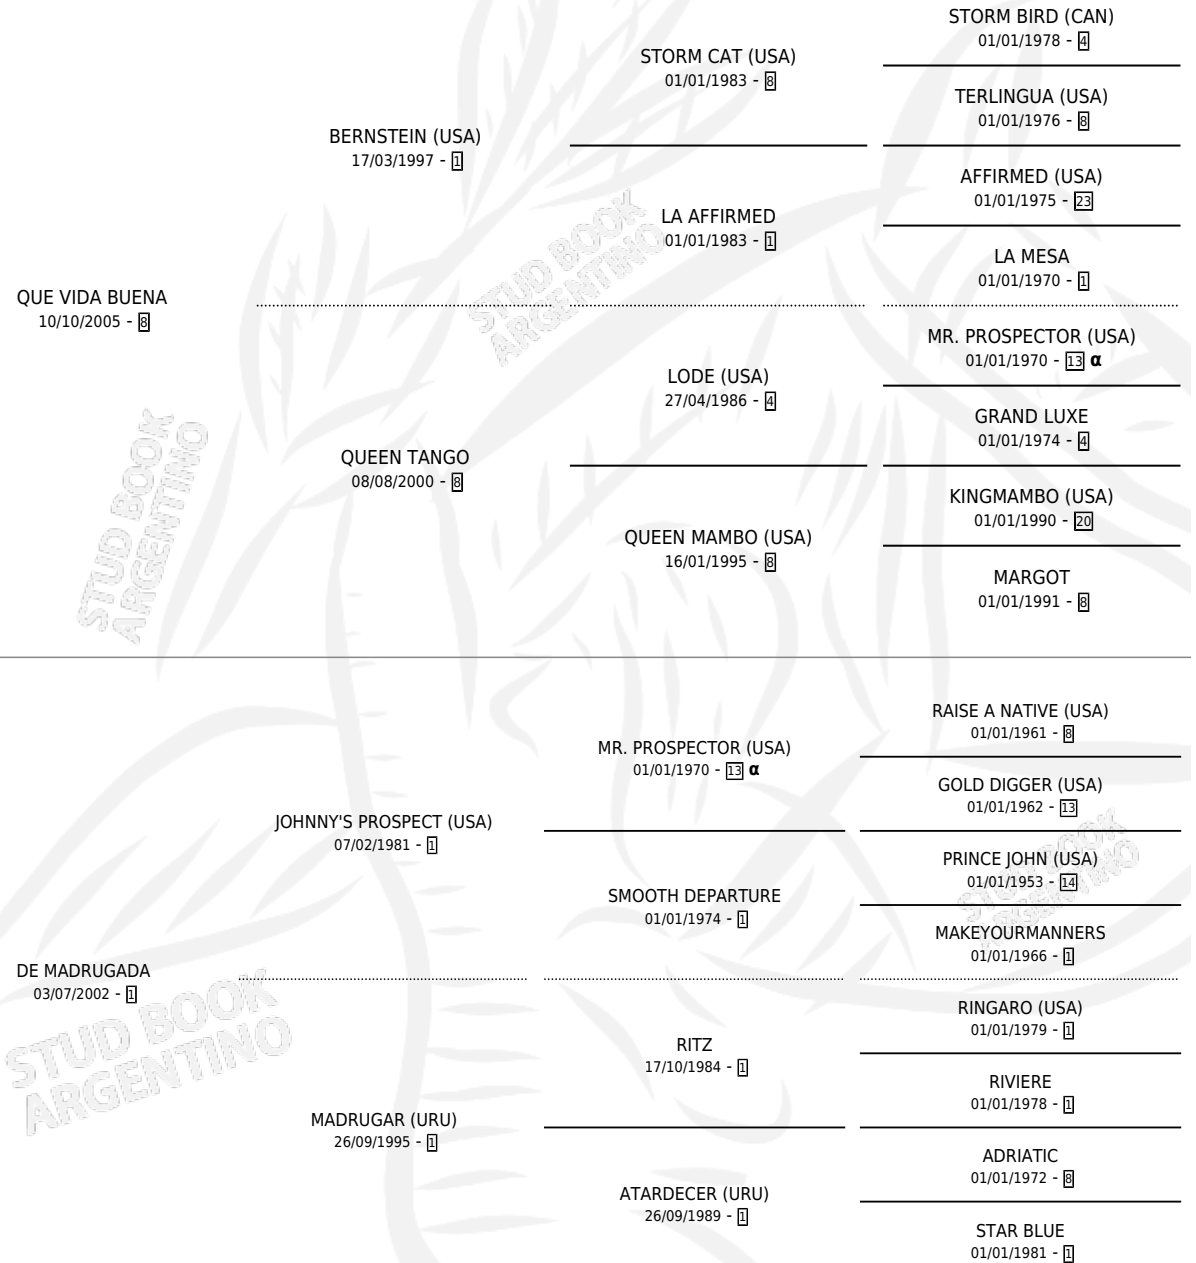 STORM BIRD (CAN)
01/01/1978 - 4
STORM CAT (USA)
01/01/1983 - 8
TERLINGUA (USA)
01/01/1976 - 8
BERNSTEIN (USA)
17/03/1997 - 1
AFFIRMED (USA)
01/01/1975 - 23
LA AFFIRMED
01/01/1983 - 1
LA MESA
01/01/1970 - 1
QUE VIDA BUENA
10/10/2005 - 8
MR. PROSPECTOR (USA)
01/01/1970 - 13 α
LODE (USA)
27/04/1986 - 4
GRAND LUXE
01/01/1974 - 4
QUEEN TANGO
08/08/2000 - 8
KINGMAMBO (USA)
01/01/1990 - 20
QUEEN MAMBO (USA)
16/01/1995 - 8
MARGOT
01/01/1991 - 8
RAISE A NATIVE (USA)
01/01/1961 - 8
MR. PROSPECTOR (USA)
01/01/1970 - 13 α
GOLD DIGGER (USA)
01/01/1962 - 13
JOHNNY'S PROSPECT (USA)
07/02/1981 - 1
PRINCE JOHN (USA)
01/01/1953 - 14
SMOOTH DEPARTURE
01/01/1974 - 1
MAKEYOURMANNERS
01/01/1966 - 1
DE MADRUGADA
03/07/2002 - 1
RINGARO (USA)
01/01/1979 - 1
RITZ
17/10/1984 - 1
RIVIERE
01/01/1978 - 1
MADRUGAR (URU)
26/09/1995 - 1
ADRIATIC
01/01/1972 - 8
ATARDECER (URU)
26/09/1989 - 1
STAR BLUE
01/01/1981 - 1
STUD BOOK
ARGENTINO
STUD BOOK
ARGENTINO
STUD BOOK
ARGENTINO
STUD BOOK
ARGENTINO